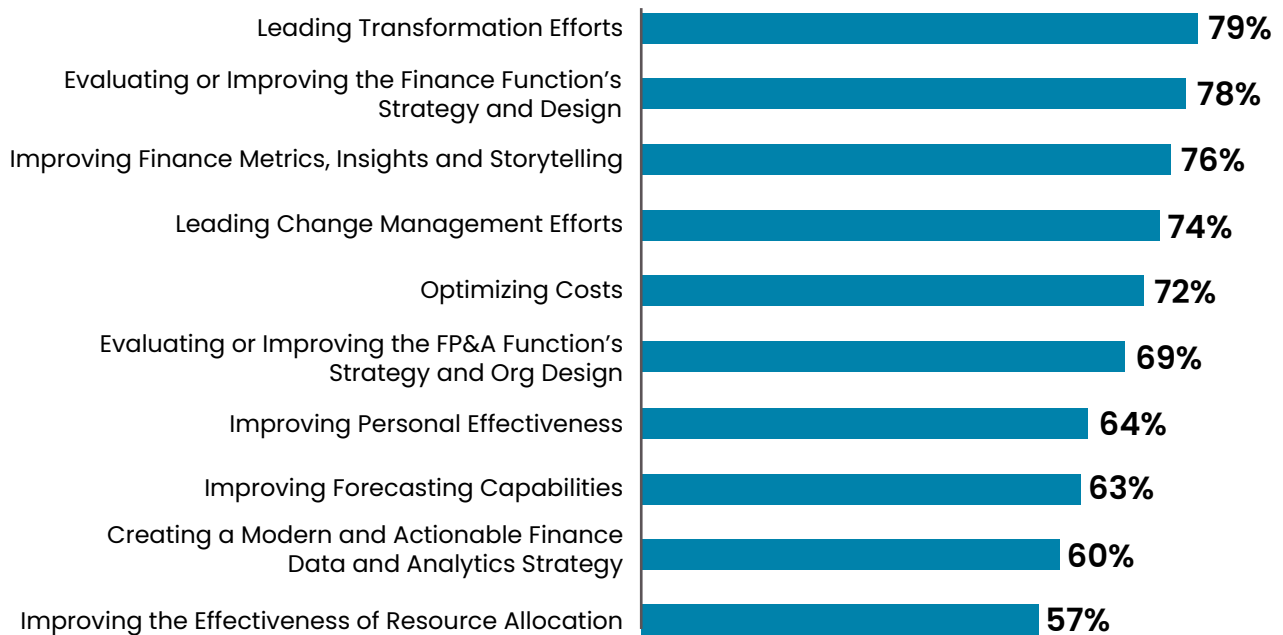 Leading Transformation Efforts 79%
Evaluating or Improving the Finance Function’s
Strategy and Design 78%
Improving Finance Metrics, Insights and Storytelling 76%
Leading Change Management Efforts 74%
Optimizing Costs 72%
Evaluating or Improving the FP&A Function’s
Strategy and Org Design 69%
Improving Personal Effectiveness 64%
Improving Forecasting Capabilities 63%
Creating a Modern and Actionable Finance
Data and Analytics Strategy 60%
Improving the Effectiveness of Resource Allocation 57%